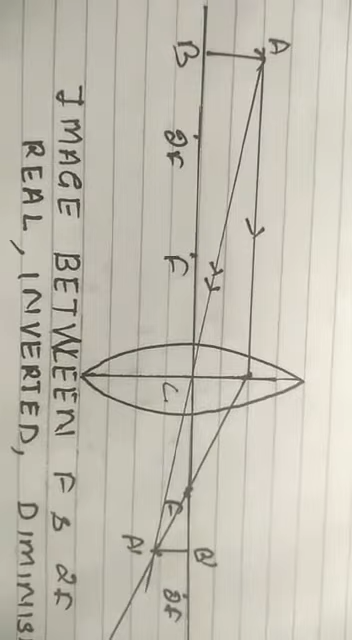 A
B
2F
F
C
F
2F
B'
A'
IMAGE BETWEEN F & 2F
REAL, INVERTED, DIMINIS